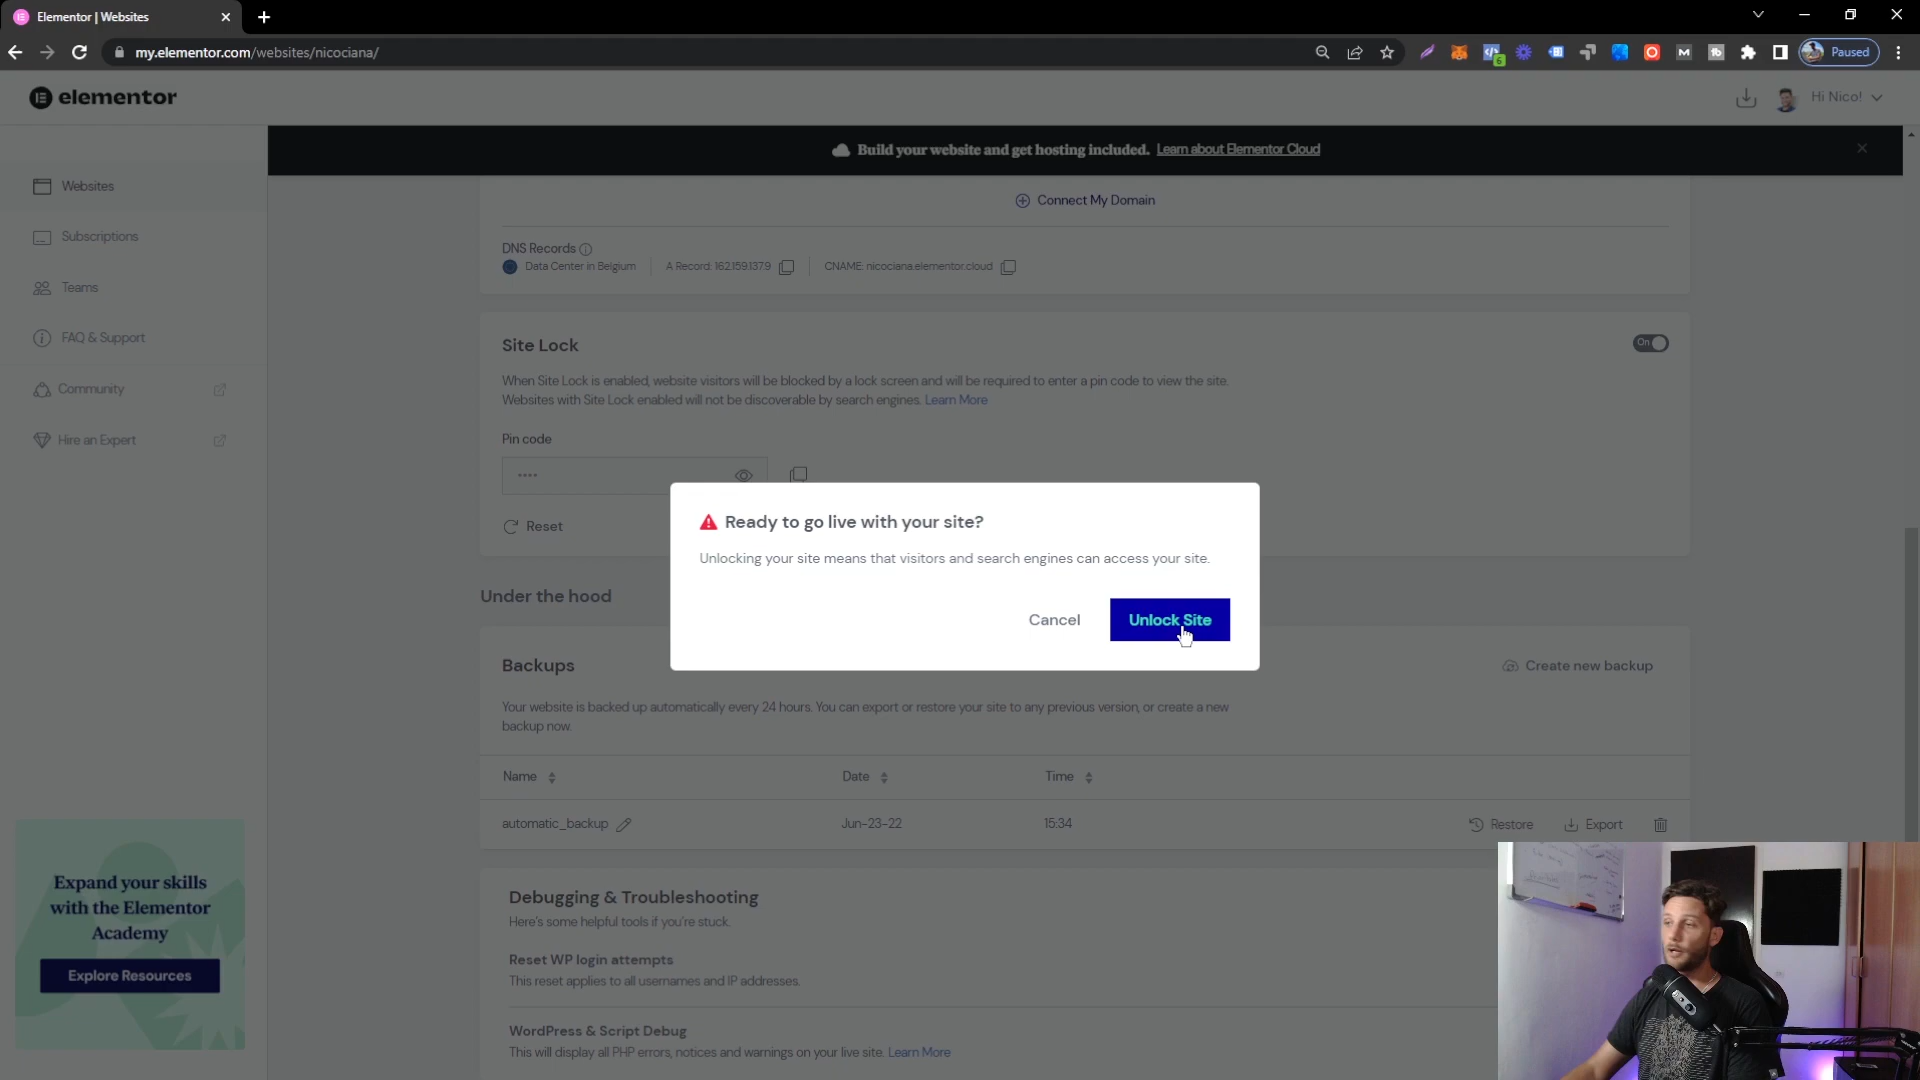 Elementor | Websites
my.elementor.com/websites/nicociana/
6
Paused
elementor
Hi Nico!
Build your website and get hosting included. Learn about Elementor Cloud
Websites
Subscriptions
Teams
FAQ & Support
Community
Hire an Expert
Connect My Domain
DNS Records
Data Center in Belgium
A Record: 162.159.137.9
CNAME: nicociana.elementor.cloud
Site Lock
On
When Site Lock is enabled, website visitors will be blocked by a lock screen and will be required to enter a pin code to view the site.
Websites with Site Lock enabled will not be discoverable by search engines. Learn More
Pin code
Reset
Ready to go live with your site?
Unlocking your site means that visitors and search engines can access your site.
Cancel
Unlock Site
Under the hood
Backups
Create new backup
Your website is backed up automatically every 24 hours. You can export or restore your site to any previous version, or create a new
backup now.
Name
Date
Time
automatic_backup
Jun-23-22
15:34
Restore
Export
Debugging & Troubleshooting
Here's some helpful tools if you're stuck.
Reset WP login attempts
This reset applies to all usernames and IP addresses.
WordPress & Script Debug
This will display all PHP errors, notices and warnings on your live site. Learn More
Expand your skills
with the Elementor
Academy
Explore Resources